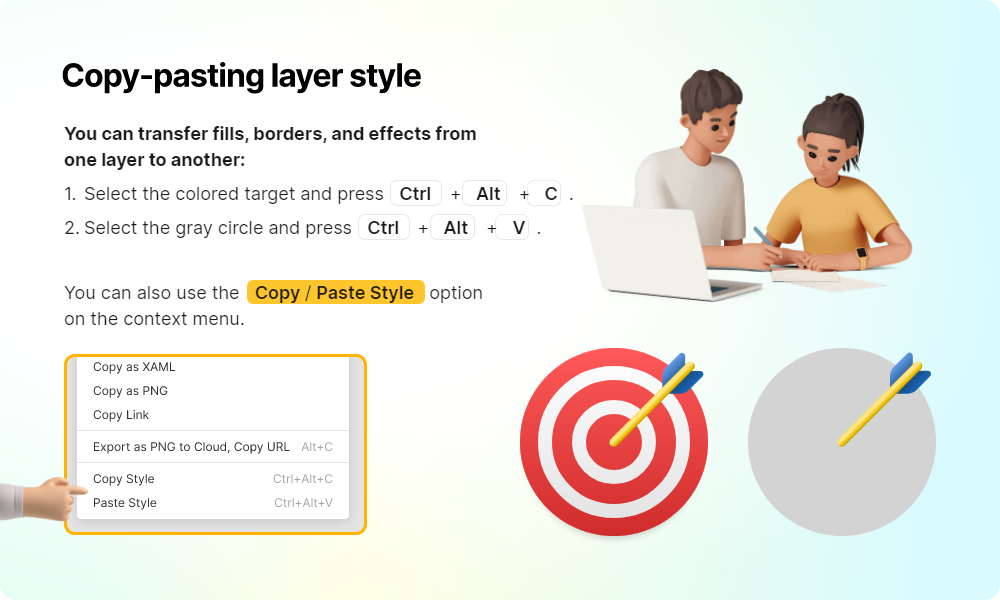 Copy-pasting layer style
You can transfer fills, borders, and effects from
one layer to another:
1. Select the colored target and press Ctrl + Alt + C .
2. Select the gray circle and press Ctrl + Alt + V .
You can also use the Copy / Paste Style option
on the context menu.
Copy as XAML
Copy as PNG
Copy Link
Export as PNG to Cloud, Copy URL Alt+C
Copy Style Ctrl+Alt+C
Paste Style Ctrl+Alt+V